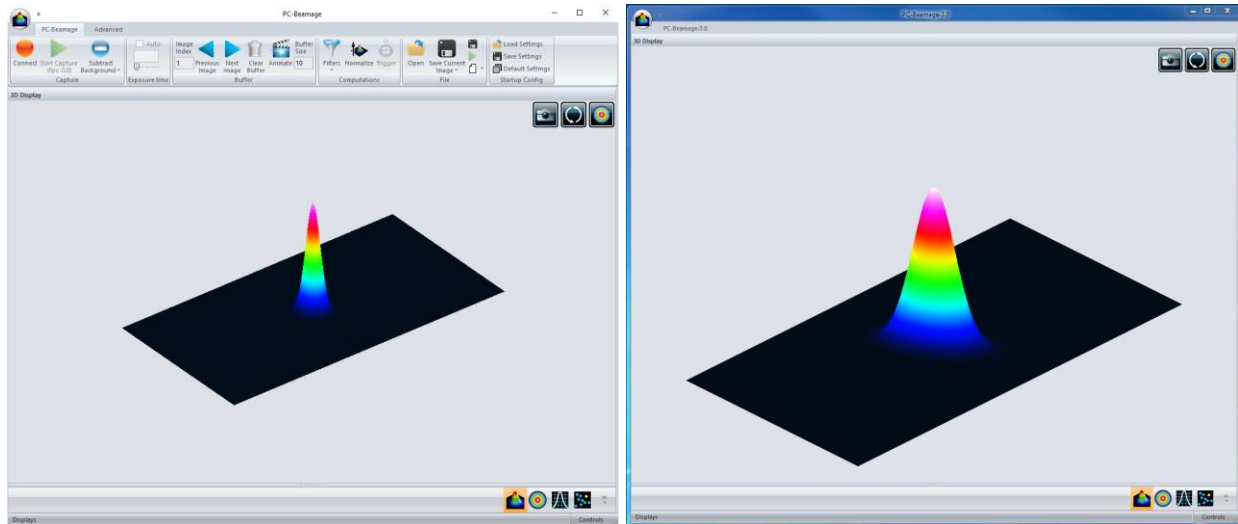 PC-Beamage
PC-Beamage Advanced
Connect Start Capture (fps: 0.0) Subtract Background
Capture
Auto
Exposure time
Image Index 1 Previous Image Next Image Clear Buffer Animate Buffer Size 10
Buffer
Filters Normalize Trigger
Computations
Open Save Current Image
File
Load Settings
Save Settings
Default Settings
Startup Config
3D Display
Displays Controls
PC-Beamage-3.0
PC-Beamage-3.0
3D Display
Displays Controls